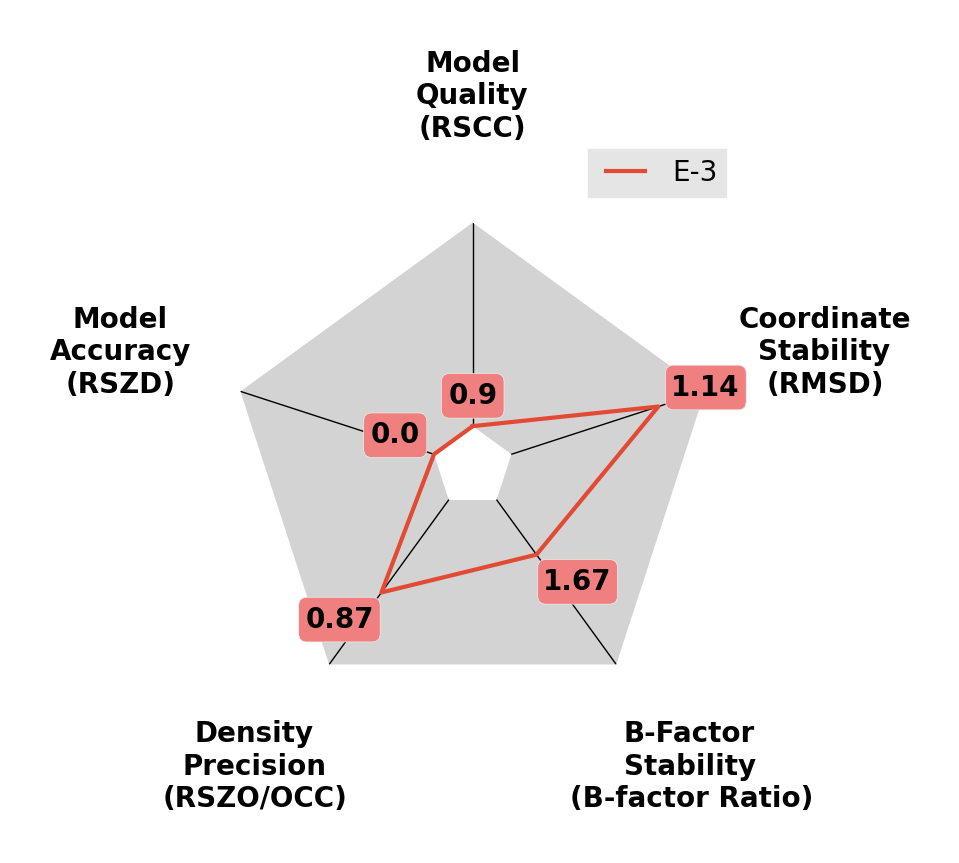 Model
Quality
(RSCC)
E-3
Model
Accuracy
(RSZD)
Coordinate
Stability
(RMSD)
1.14
0.9
0.0
1.67
0.87
Density
Precision
(RSZO/OCC)
B-Factor
Stability
(B-factor Ratio)